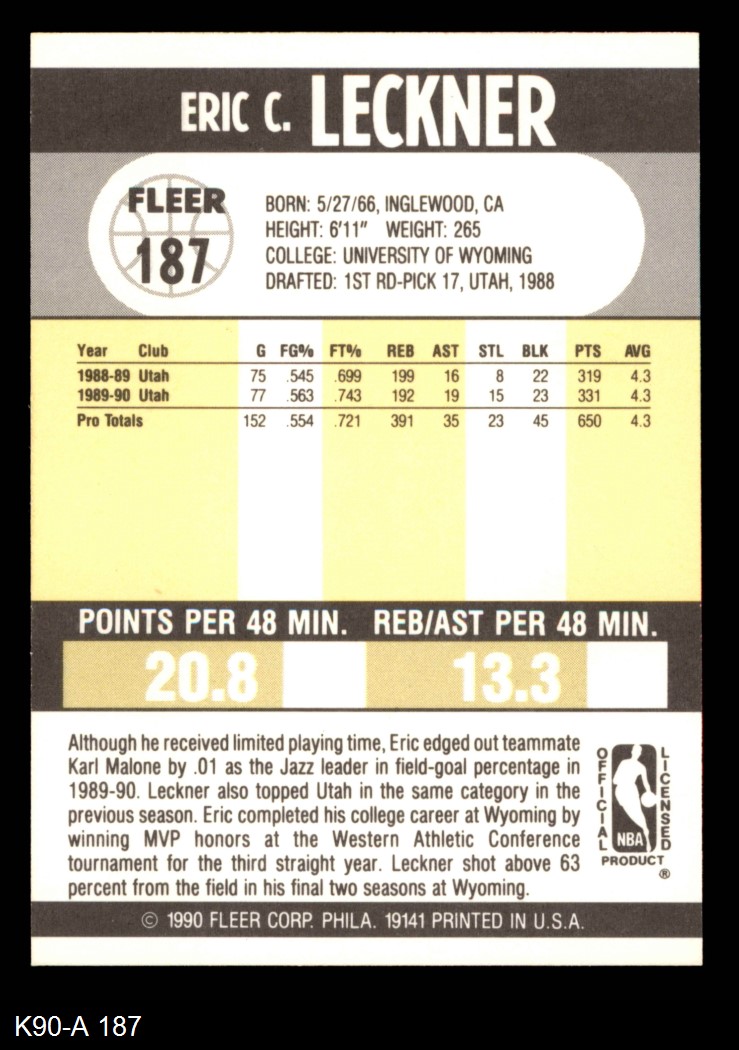 ERIC C. LECKNER
FLEER
187
BORN: 5/27/66, INGLEWOOD, CA
HEIGHT: 6'11" WEIGHT: 265
COLLEGE: UNIVERSITY OF WYOMING
DRAFTED: 1ST RD-PICK 17, UTAH, 1988
Year Club G FG% FT% REB AST STL BLK PTS AVG
1988-89 Utah 75 .545 .699 199 16 8 22 319 4.3
1989-90 Utah 77 .563 .743 192 19 15 23 331 4.3
Pro Totals 152 .554 .721 391 35 23 45 650 4.3
POINTS PER 48 MIN. REB/AST PER 48 MIN.
20.8 13.3
Although he received limited playing time, Eric edged out teammate
Karl Malone by .01 as the Jazz leader in field-goal percentage in
1989-90. Leckner also topped Utah in the same category in the
previous season. Eric completed his college career at Wyoming by
winning MVP honors at the Western Athletic Conference
tournament for the third straight year. Leckner shot above 63
percent from the field in his final two seasons at Wyoming.
OFFICIAL
LICENSED
NBA
PRODUCT
®
© 1990 FLEER CORP. PHILA. 19141 PRINTED IN U.S.A.
K90-A 187